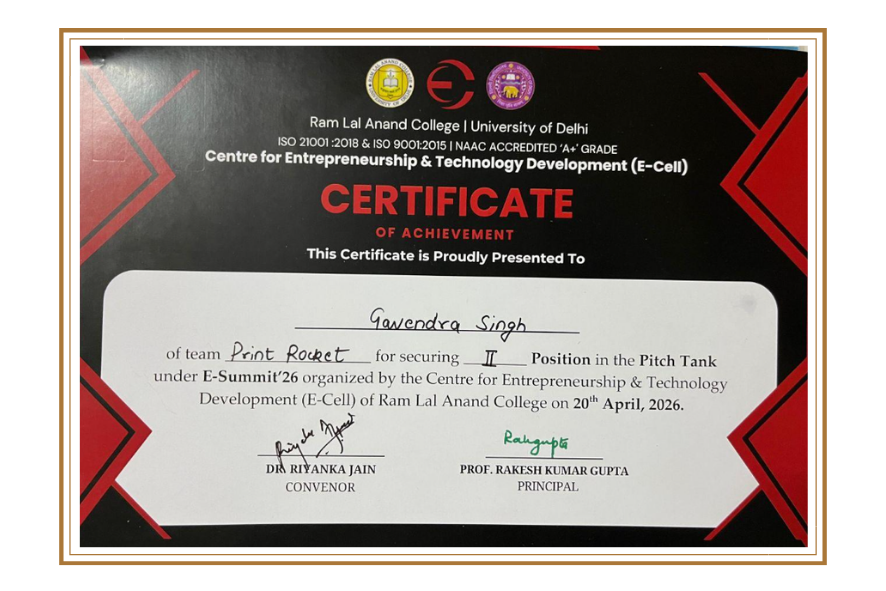 Ram Lal Anand College | University of Delhi
ISO 21001:2018 & ISO 9001:2015 | NAAC ACCREDITED 'A+' GRADE
Centre for Entrepreneurship & Technology Development (E-Cell)
CERTIFICATE
OF ACHIEVEMENT
This Certificate is Proudly Presented To
Gavendra Singh
of team Print Rocket for securing II Position in the Pitch Tank
under E-Summit'26 organized by the Centre for Entrepreneurship & Technology
Development (E-Cell) of Ram Lal Anand College on 20th April, 2026.
Rakgupta
DR RIYANKA JAIN
CONVENOR
PROF. RAKESH KUMAR GUPTA
PRINCIPAL